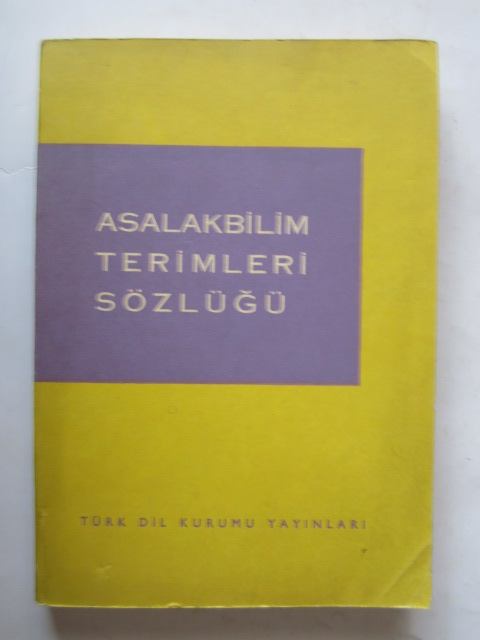 ASALAKBİLİM
TERİMLERİ
SÖZLÜĞÜ
TÜRK DİL KURUMU YAYINLARI